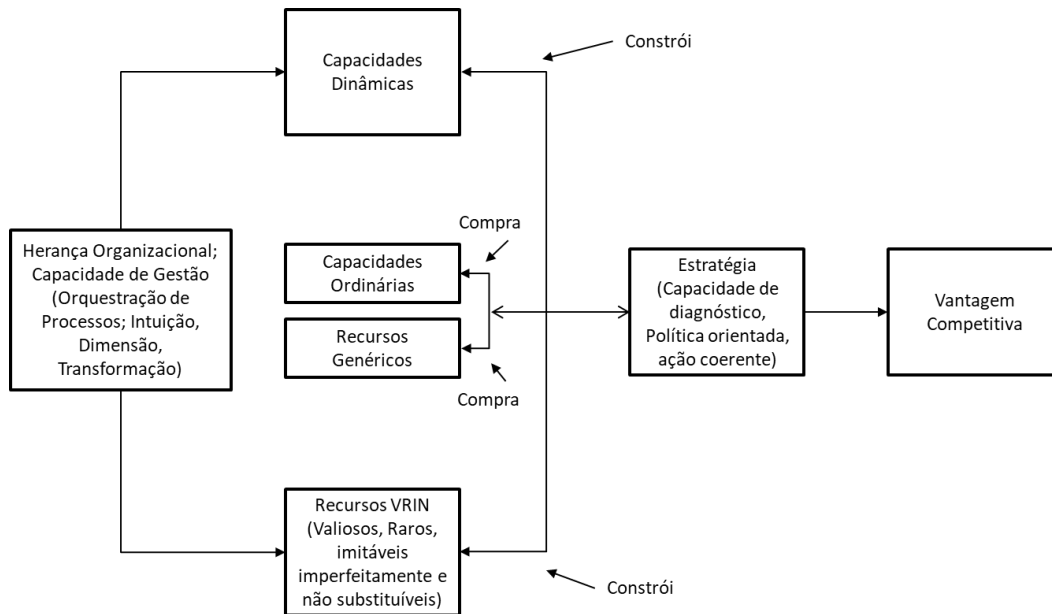 Capacidades
Dinâmicas
Constrói
Herança Organizacional;
Capacidade de Gestão
(Orquestração de
Processos; Intuição,
Dimensão,
Transformação)
Compra
Capacidades
Ordinárias
Recursos
Genéricos
Compra
Estratégia
(Capacidade de
diagnóstico,
Política orientada,
ação coerente)
Vantagem
Competitiva
Recursos VRIN
(Valiosos, Raros,
imitáveis
imperfeitamente e
não substituíveis)
Constrói